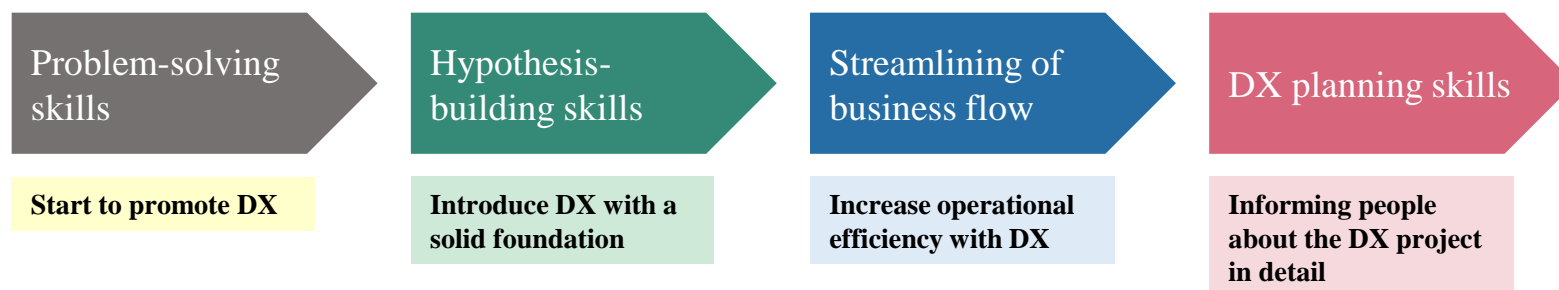 Problem-solving
skills
Hypothesis-
building skills
Streamlining of
business flow
DX planning skills
Start to promote DX
Introduce DX with a
solid foundation
Increase operational
efficiency with DX
Informing people
about the DX project
in detail